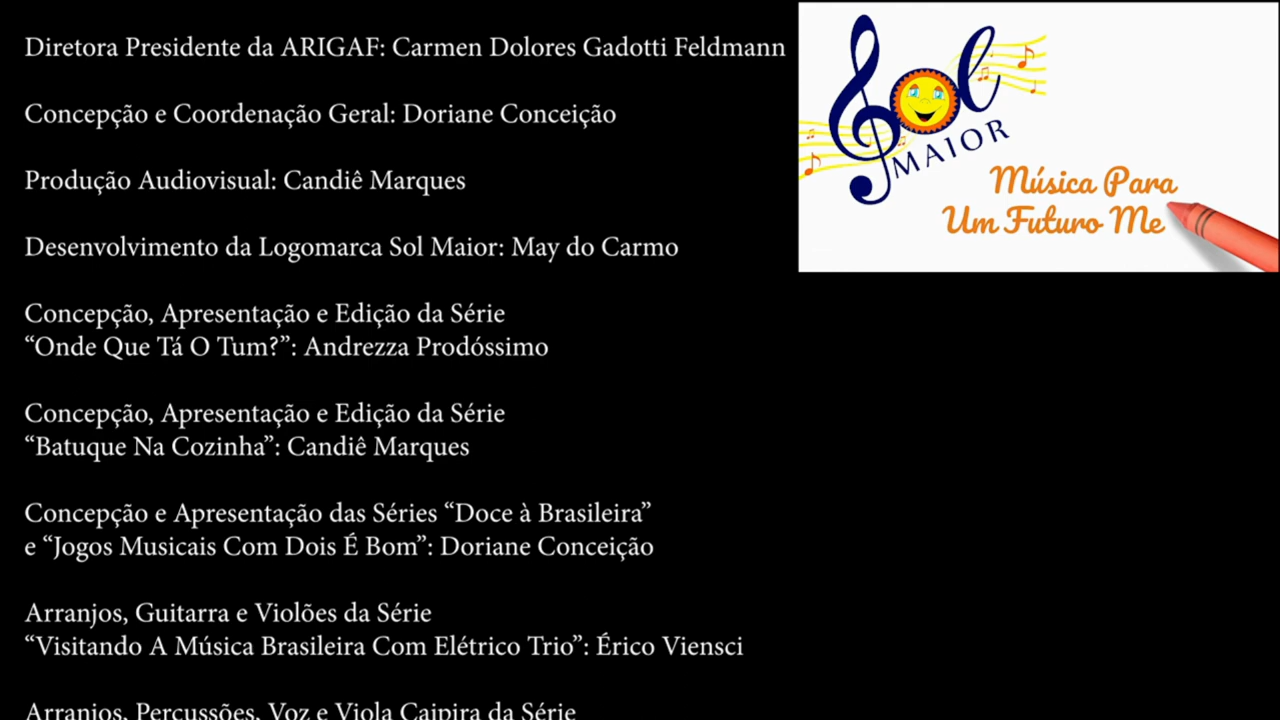 Diretora Presidente da ARIGAF: Carmen Dolores Gadotti Feldmann
Concepção e Coordenação Geral: Doriane Conceição
Produção Audiovisual: Candiê Marques
Desenvolvimento da Logomarca Sol Maior: May do Carmo
Concepção, Apresentação e Edição da Série
“Onde Que Tá O Tum?”: Andrezza Prodóssimo
Concepção, Apresentação e Edição da Série
“Batuque Na Cozinha”: Candiê Marques
Concepção e Apresentação das Séries “Doce à Brasileira”
e “Jogos Musicais Com Dois É Bom”: Doriane Conceição
Arranjos, Guitarra e Violões da Série
“Visitando A Música Brasileira Com Elétrico Trio”: Érico Viensci
Arranjos, Percussões, Voz e Viola Caipira da Série
Sol
MAIOR
Música Para
Um Futuro Me